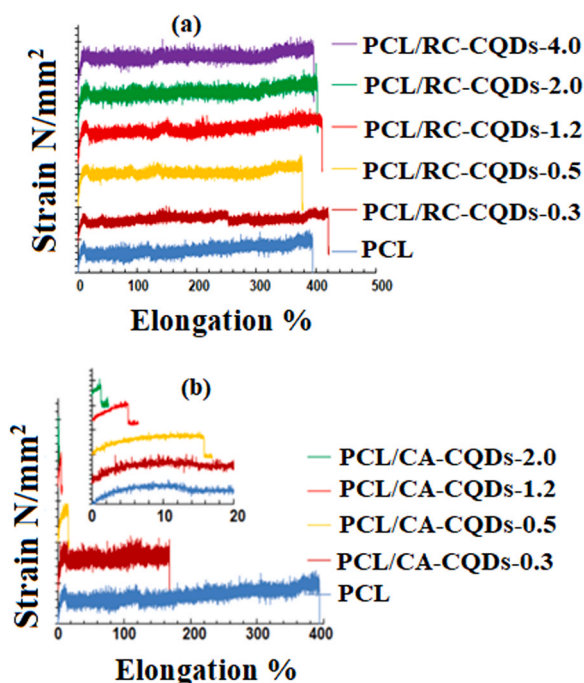 (a)
Strain N/mm²
PCL/RC-CQDs-4.0
PCL/RC-CQDs-2.0
PCL/RC-CQDs-1.2
PCL/RC-CQDs-0.5
PCL/RC-CQDs-0.3
PCL
0 100 200 300 400 500
Elongation %
(b)
Strain N/mm²
0 10 20
PCL/CA-CQDs-2.0
PCL/CA-CQDs-1.2
PCL/CA-CQDs-0.5
PCL/CA-CQDs-0.3
PCL
0 100 200 300 400
Elongation %